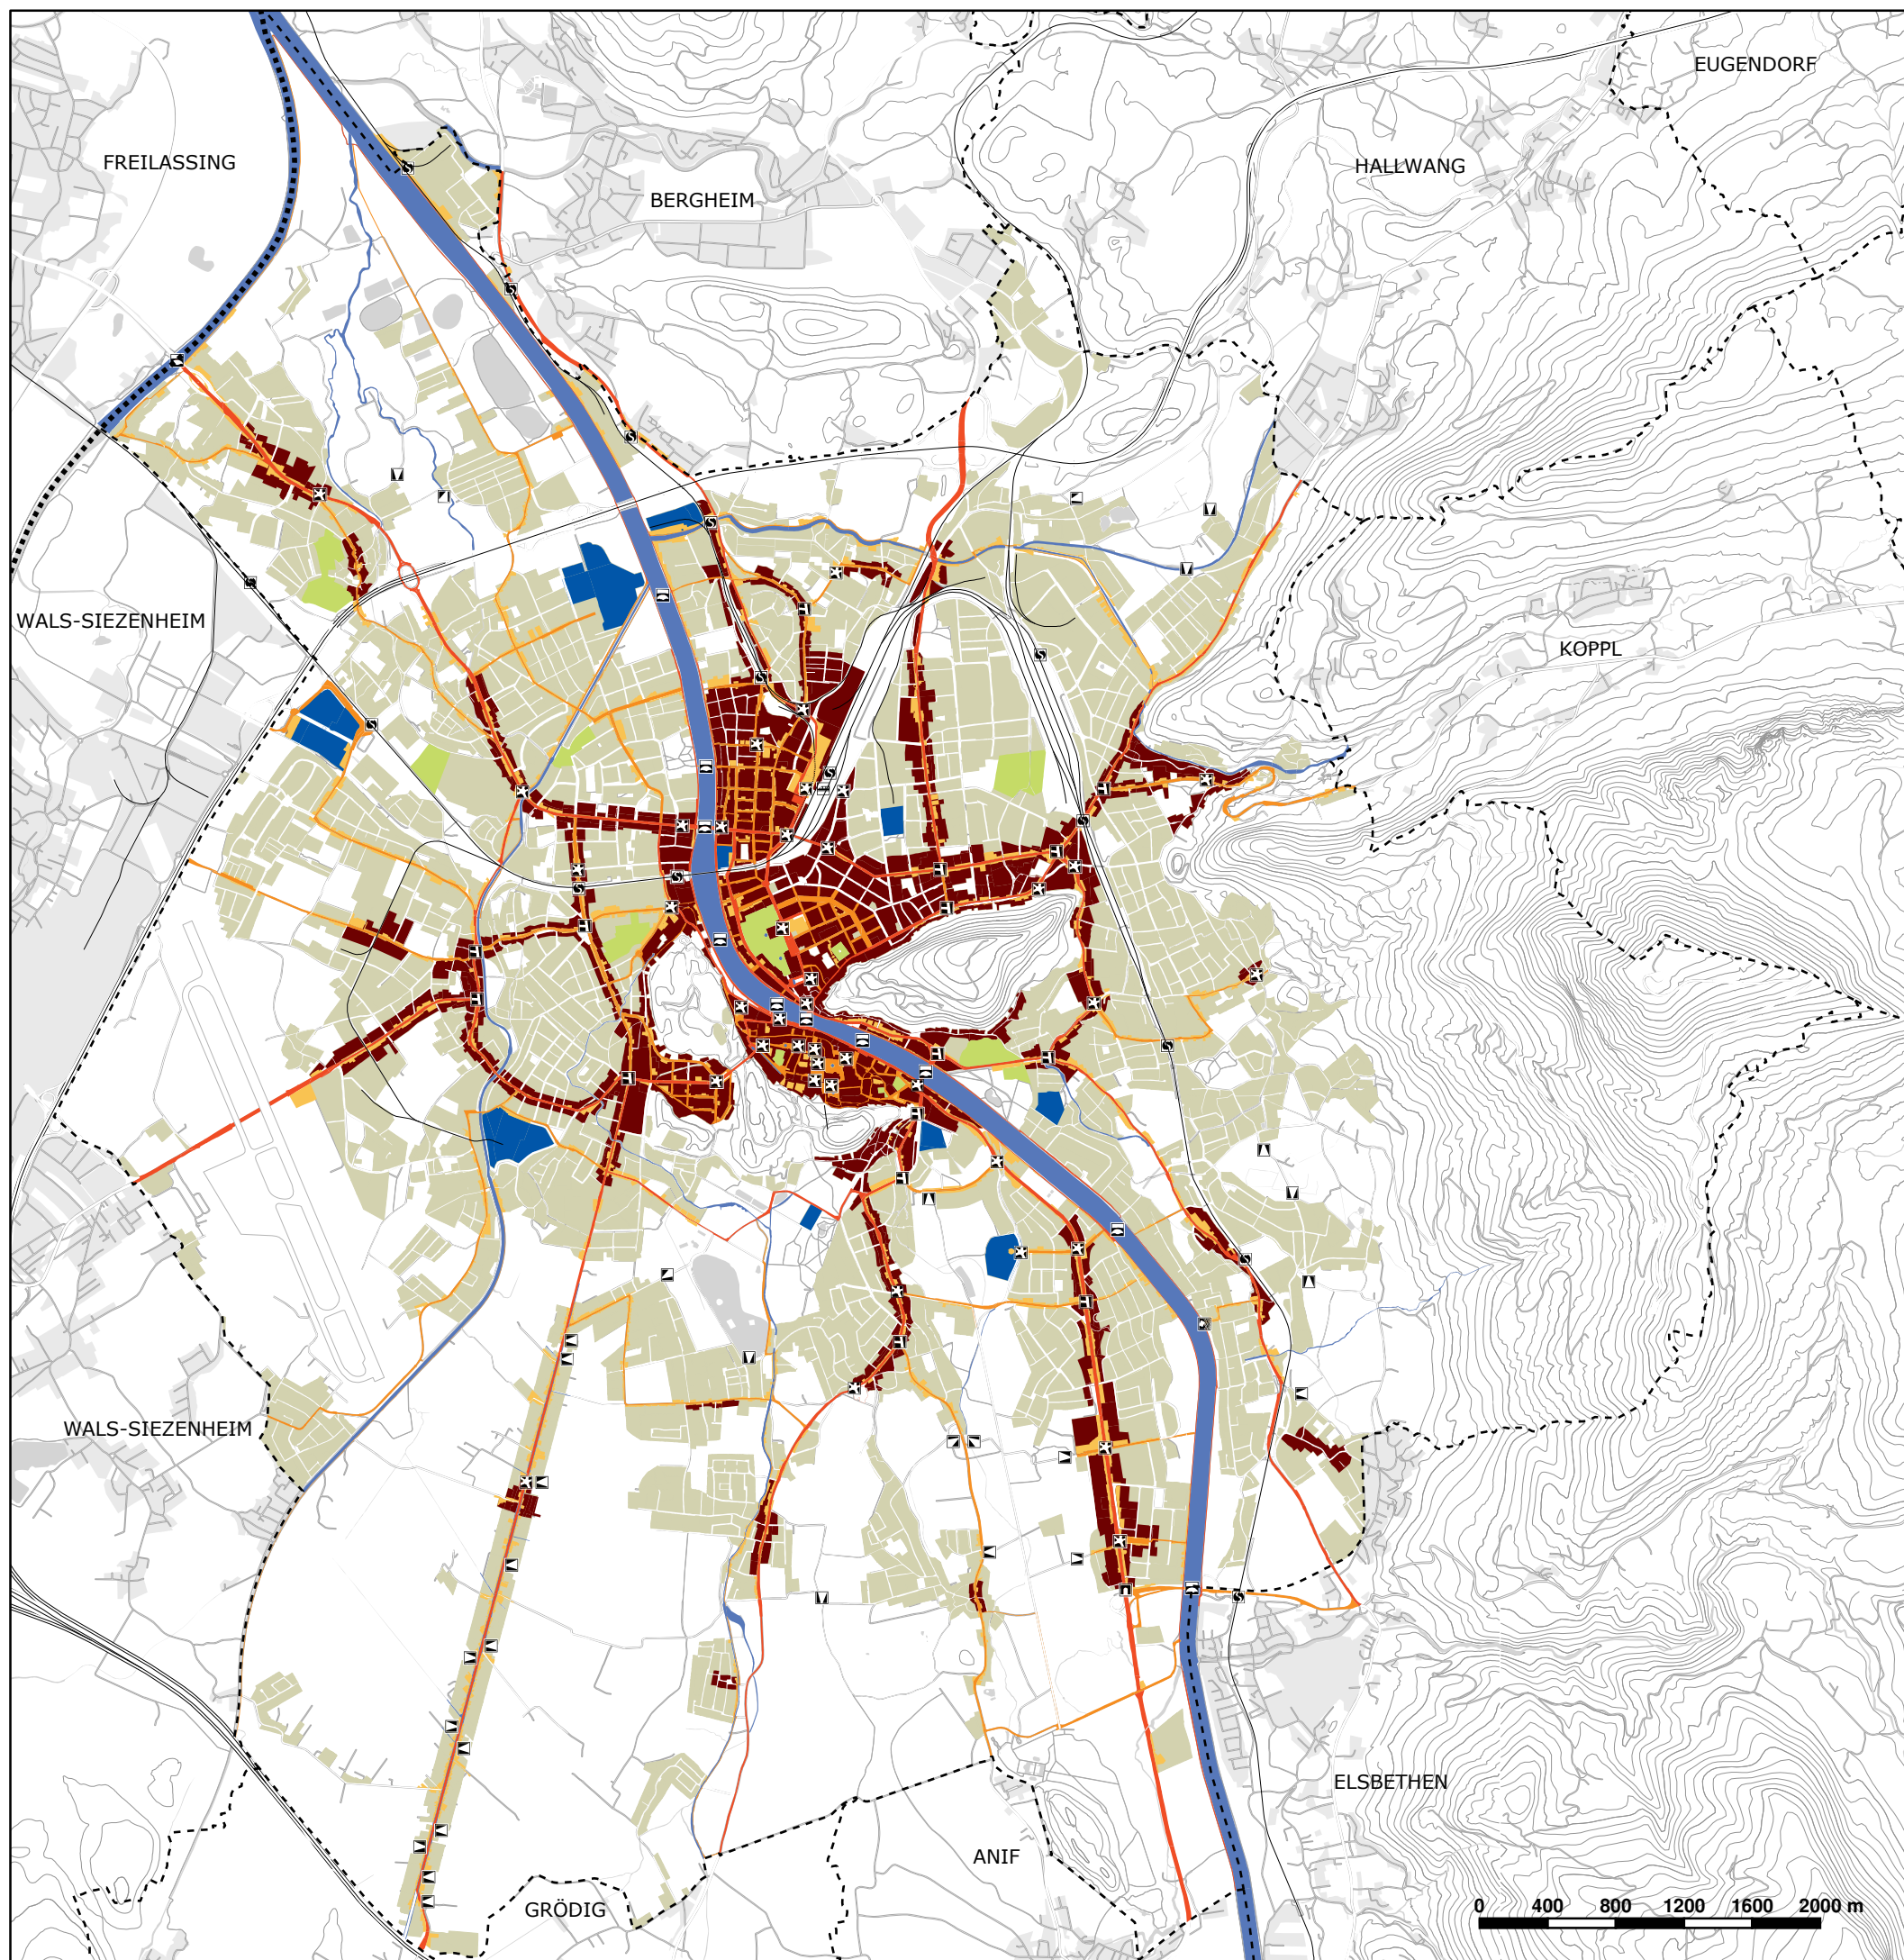 EUGENDORF
FREILASSING
HALLWANG
BERGHEIM
WALS-SIEZENHEIM
KOPPL
WALS-SIEZENHEIM
ELSBETHEN
ANIF
GRÖDIG
0 400 800 1200 1600 2000 m